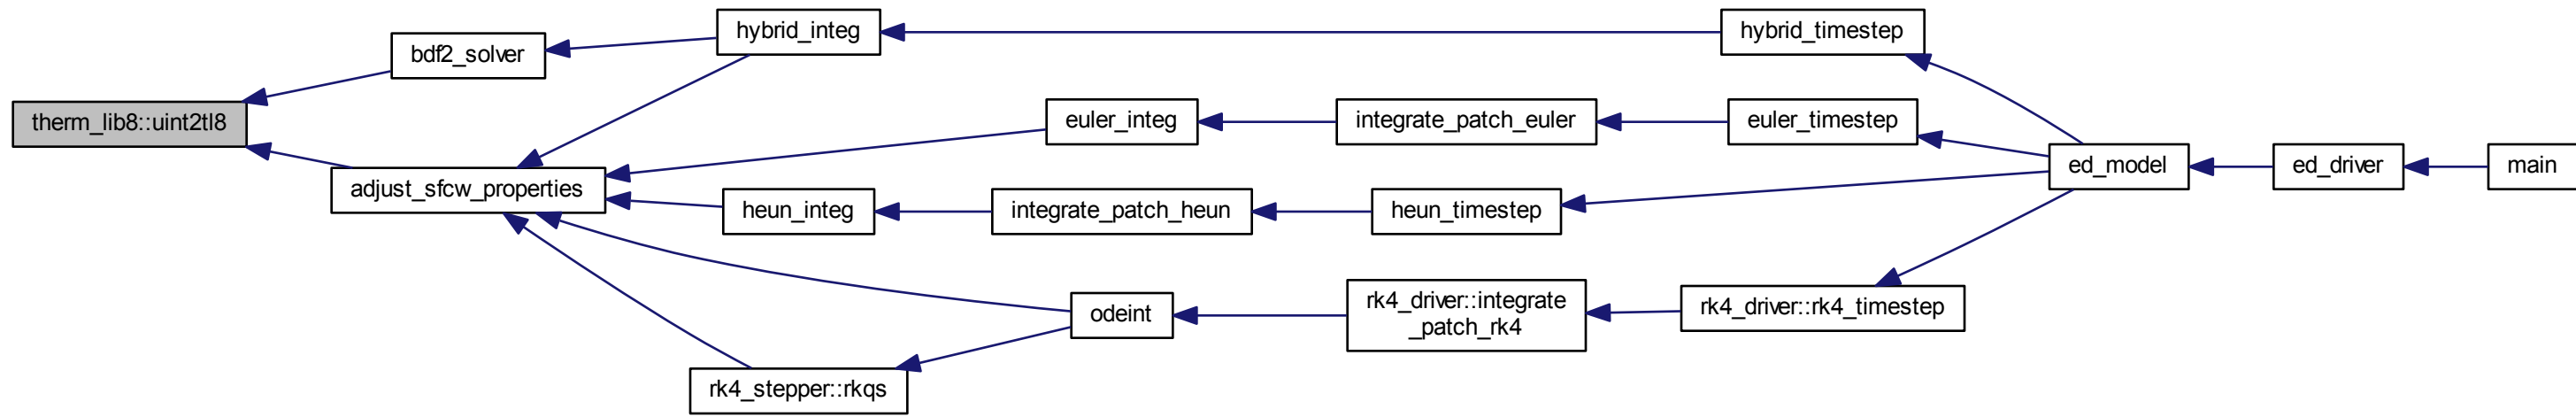 therm_lib8::uint2tl8
bdf2_solver
adjust_sfcw_properties
hybrid_integ
euler_integ
heun_integ
odeint
rk4_stepper::rkqs
integrate_patch_euler
integrate_patch_heun
rk4_driver::integrate
_patch_rk4
hybrid_timestep
euler_timestep
heun_timestep
rk4_driver::rk4_timestep
ed_model
ed_driver
main